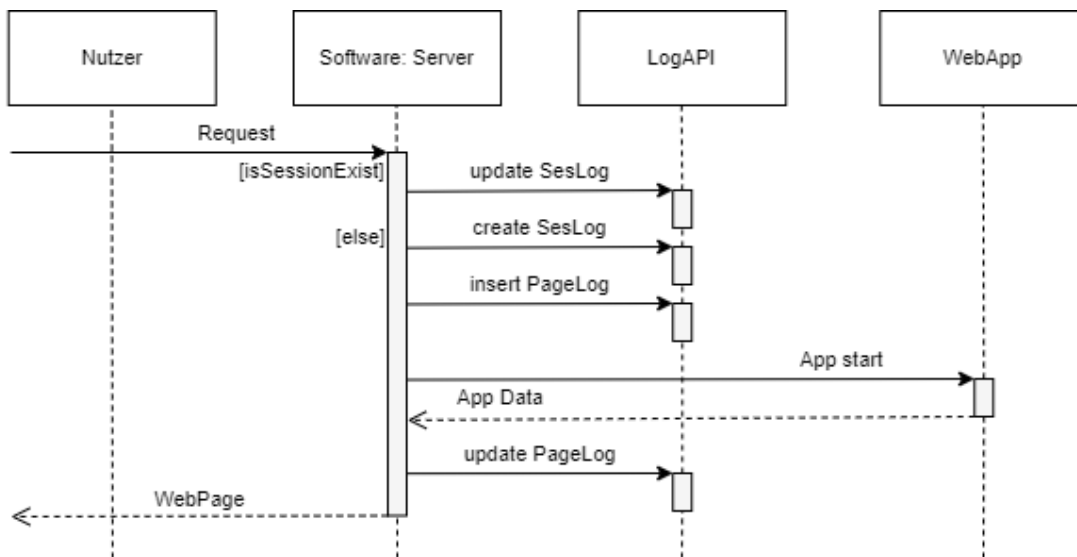 Nutzer
Software: Server
LogAPI
WebApp
Request
[isSessionExist]
update SesLog
[else]
create SesLog
insert PageLog
App start
App Data
update PageLog
WebPage